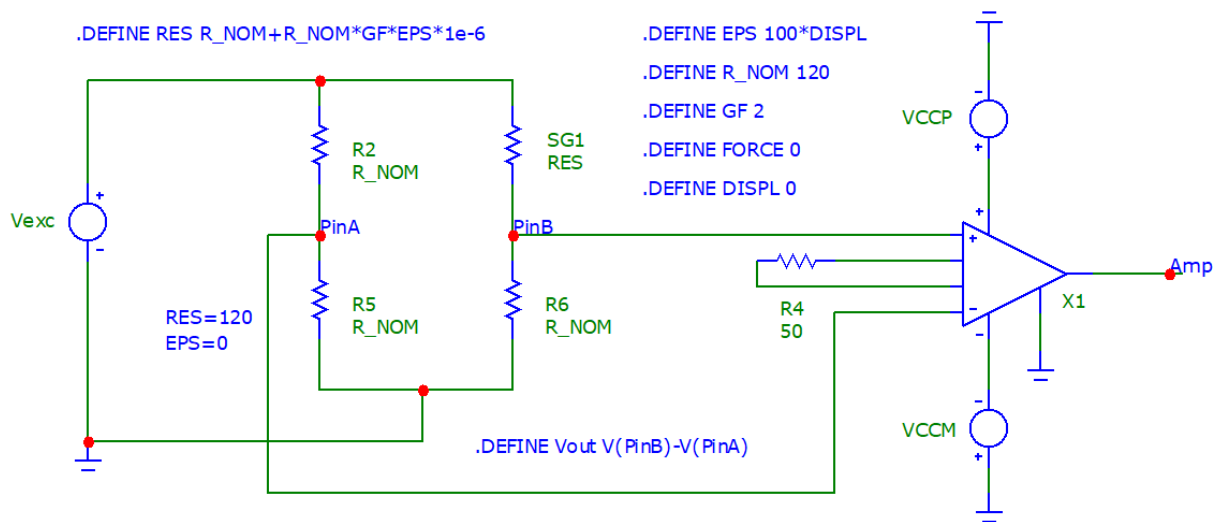 .DEFINE RES R_NOM+R_NOM*GF*EPS*1e-6
.DEFINE EPS 100*DISPL
.DEFINE R_NOM 120
.DEFINE GF 2
.DEFINE FORCE 0
.DEFINE DISPL 0
VCCP
-
+
R2
R_NOM
SG1
RES
Vexc
+
-
PinA
PinB
R5
R_NOM
R6
R_NOM
RES=120
EPS=0
R4
50
+
+
-
-
X1
Amp
VCCM
-
+
.DEFINE Vout V(PinB)-V(PinA)